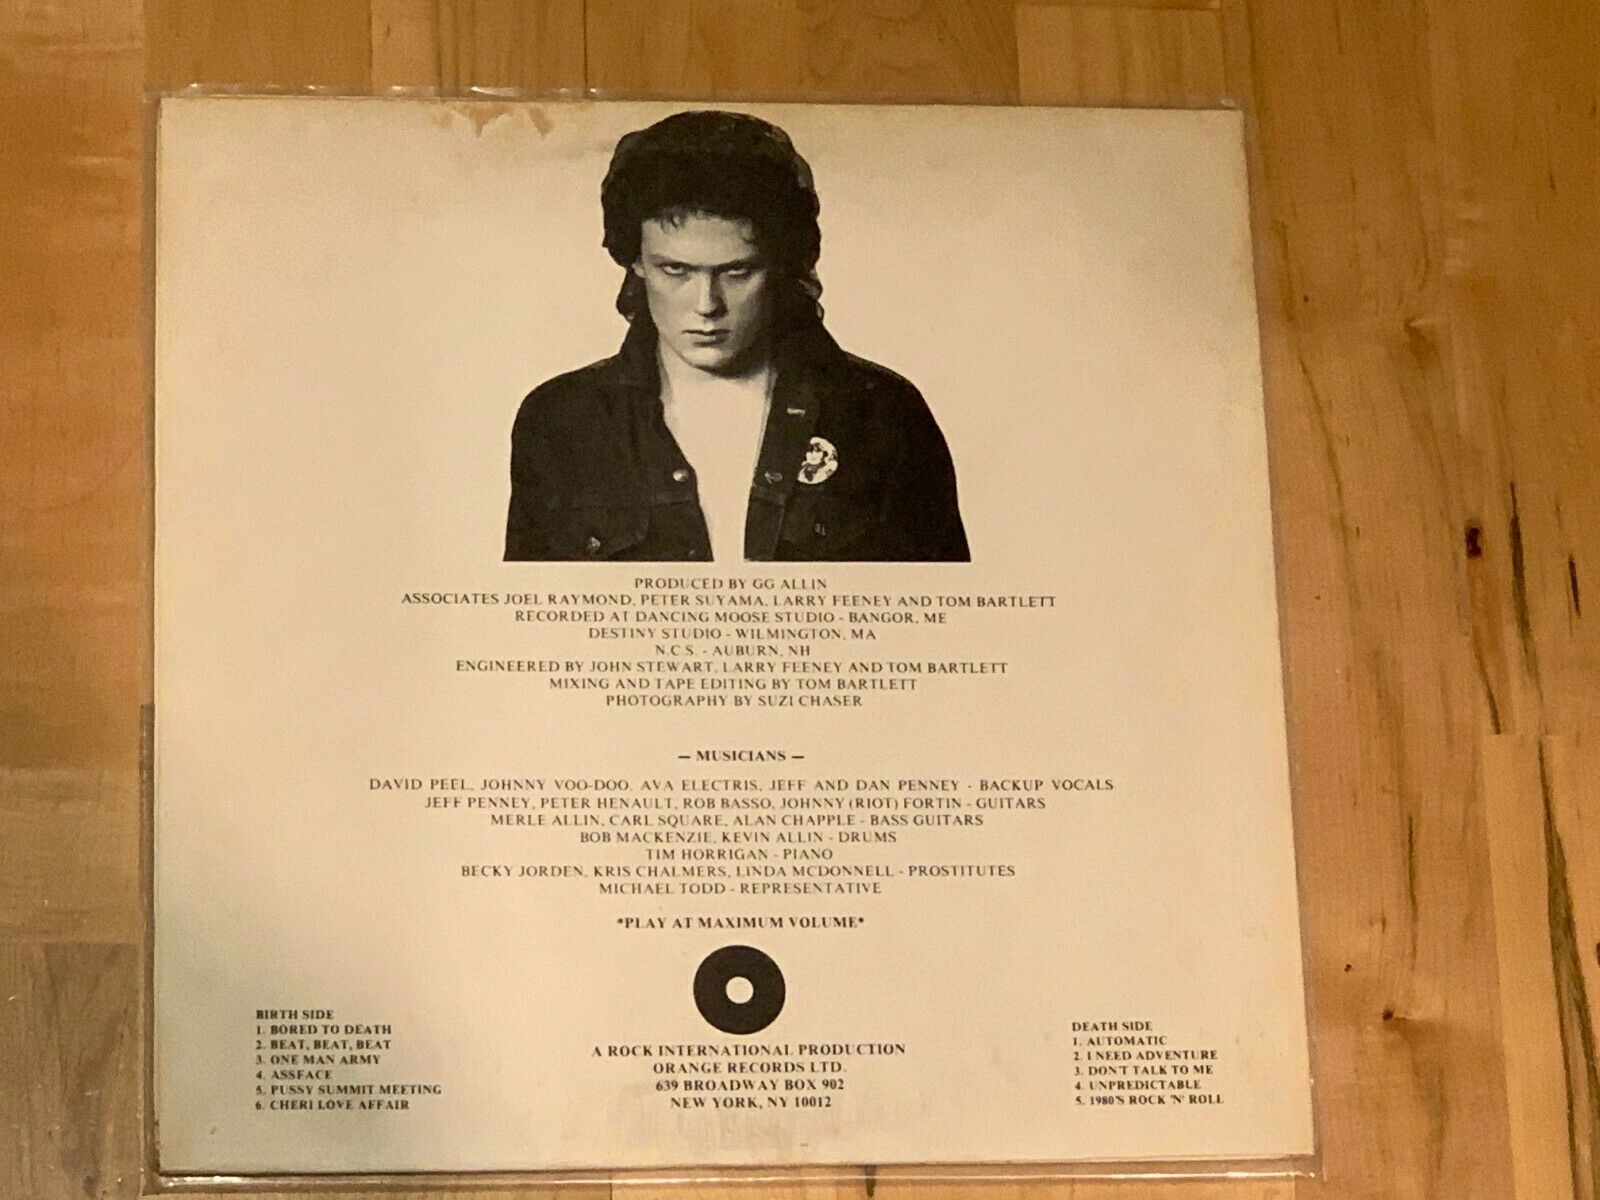 PRODUCED BY GG ALLIN
ASSOCIATES JOEL RAYMOND, PETER SUYAMA, LARRY FEENEY AND TOM BARTLETT
RECORDED AT DANCING MOOSE STUDIO - BANGOR, ME
DESTINY STUDIO - WILMINGTON, MA
N.C.S. - AUBURN, NH
ENGINEERED BY JOHN STEWART, LARRY FEENEY AND TOM BARTLETT
MIXING AND TAPE EDITING BY TOM BARTLETT
PHOTOGRAPHY BY SUZI CHASER
— MUSICIANS —
DAVID PEEL, JOHNNY VOO-DOO, AVA ELECTRIS, JEFF AND DAN PENNEY - BACKUP VOCALS
JEFF PENNEY, PETER HENAULT, ROB BASSO, JOHNNY (RIOT) FORTIN - GUITARS
MERLE ALLIN, CARL SQUARE, ALAN CHAPPLE - BASS GUITARS
BOB MACKENZIE, KEVIN ALLIN - DRUMS
TIM HORRIGAN - PIANO
BECKY JORDEN, KRIS CHALMERS, LINDA MCDONNELL - PROSTITUTES
MICHAEL TODD - REPRESENTATIVE
*PLAY AT MAXIMUM VOLUME*
BIRTH SIDE
1. BORED TO DEATH
2. BEAT, BEAT, BEAT
3. ONE MAN ARMY
4. ASSFACE
5. PUSSY SUMMIT MEETING
6. CHERI LOVE AFFAIR
A ROCK INTERNATIONAL PRODUCTION
ORANGE RECORDS LTD.
639 BROADWAY BOX 902
NEW YORK, NY 10012
DEATH SIDE
1. AUTOMATIC
2. I NEED ADVENTURE
3. DON'T TALK TO ME
4. UNPREDICTABLE
5. 1980'S ROCK 'N' ROLL